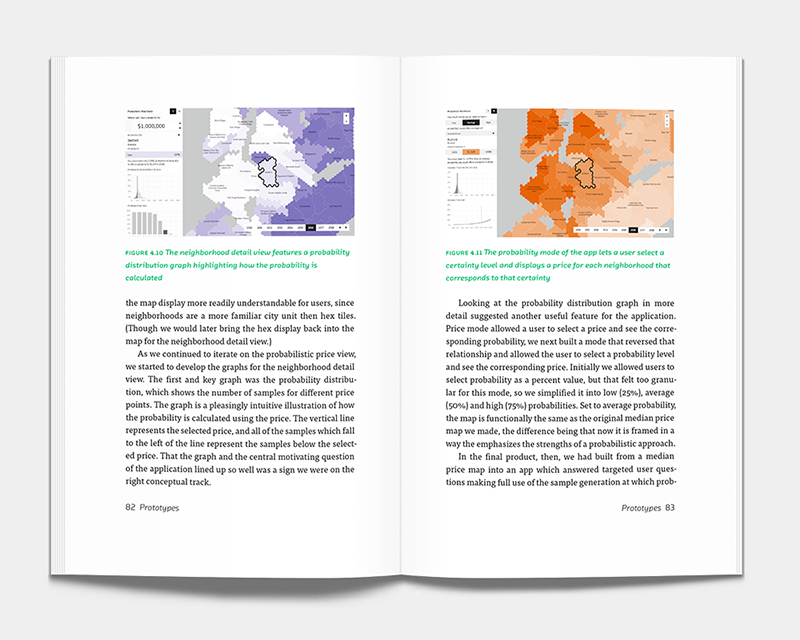 $1,000,000
FIGURE 4.10 The neighborhood detail view features a probability
distribution graph highlighting how the probability is
calculated
the map display more readily understandable for users, since
neighborhoods are a more familiar city unit then hex tiles.
(Though we would later bring the hex display back into the
map for the neighborhood detail view.)
As we continued to iterate on the probabilistic price view,
we started to develop the graphs for the neighborhood detail
view. The first and key graph was the probability distribu-
tion, which shows the number of samples for different price
points. The graph is a pleasingly intuitive illustration of how
the probability is calculated using the price. The vertical line
represents the selected price, and all of the samples which fall
to the left of the line represent the samples below the select-
ed price. That the graph and the central motivating question
of the application lined up so well was a sign we were on the
right conceptual track.
82 Prototypes
FIGURE 4.11 The probability mode of the app lets a user select a
certainty level and displays a price for each neighborhood that
corresponds to that certainty
Looking at the probability distribution graph in more
detail suggested another useful feature for the application.
Price mode allowed a user to select a price and see the corre-
sponding probability, we next built a mode that reversed that
relationship and allowed the user to select a probability level
and see the corresponding price. Initially we allowed users to
select probability as a percent value, but that felt too granu-
lar for this mode, so we simplified it into low (25%), average
(50%) and high (75%) probabilities. Set to average probability,
the map is functionally the same as the original median price
map we made, the difference being that now it is framed in a
way the emphasizes the strengths of a probabilistic approach.
In the final product, then, we had built from a median
price map into an app which answered targeted user ques-
tions making full use of the sample generation at which prob-
Prototypes 83